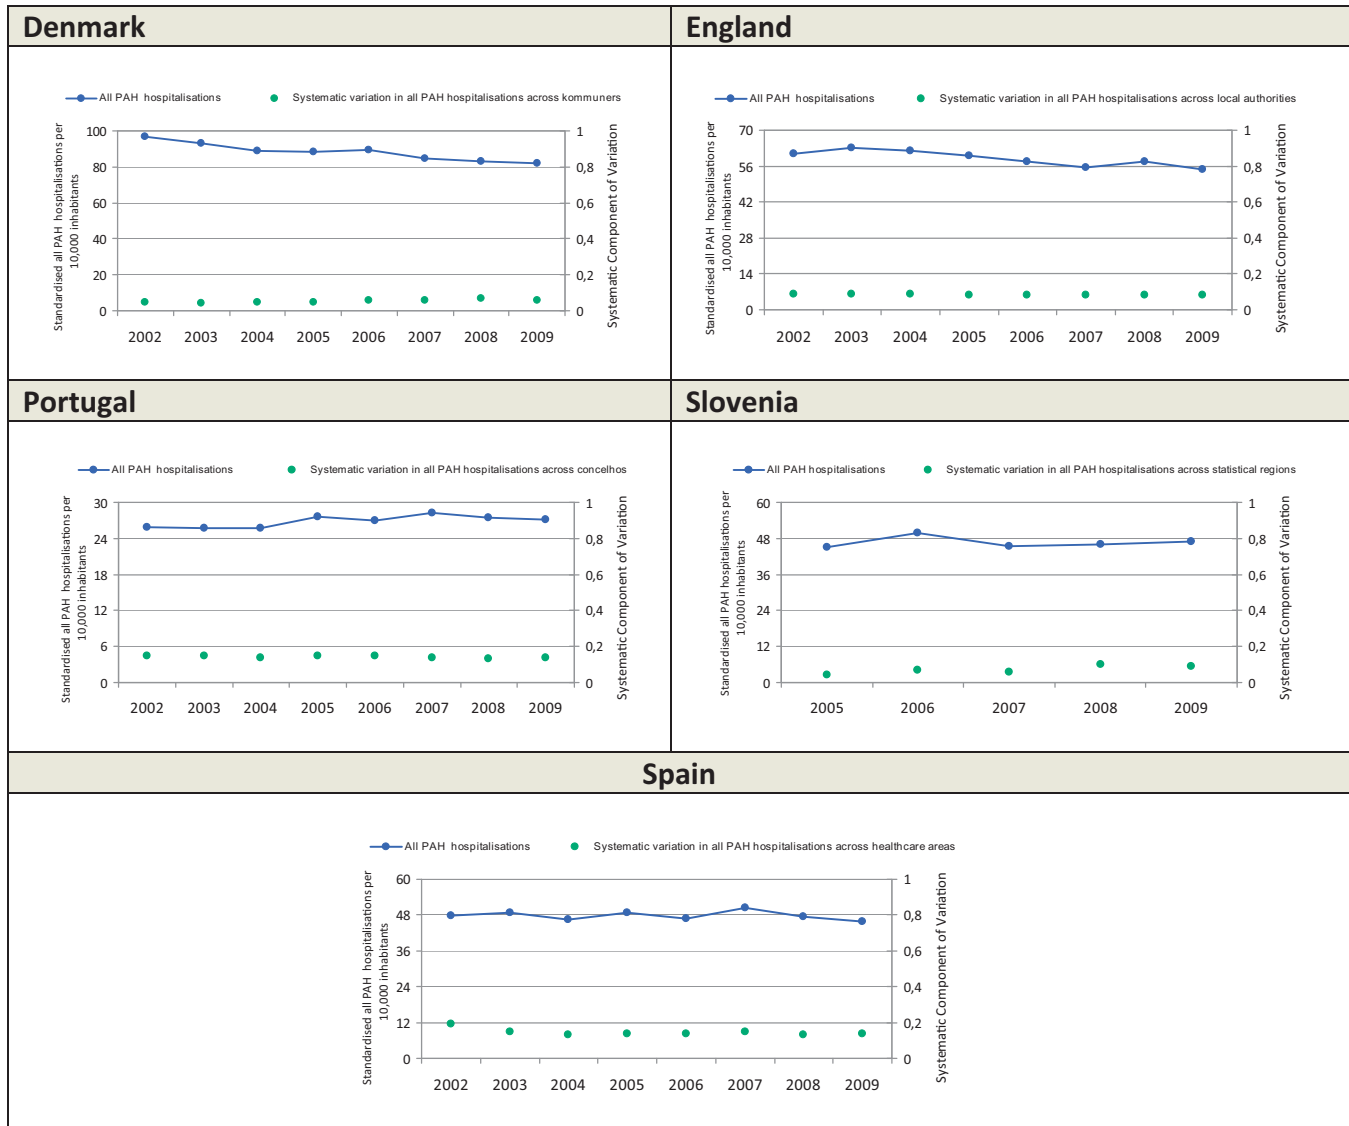 Denmark
All PAH  hospitalisations
Systematic variation in all PAH hospitalisations across kommuners
Standardised all PAH  hospitalisations per
10,000 inhabitants
100
80
60
40
20
0
1
0,8
0,6
0,4
0,2
0
Systematic Component of Variation
2002 2003 2004 2005 2006 2007 2008 2009
England
All PAH  hospitalisations
Systematic variation in all PAH hospitalisations across local authorities
Standardised all PAH  hospitalisations per
10,000 inhabitants
70
56
42
28
14
0
1
0,8
0,6
0,4
0,2
0
Systematic Component of Variation
2002 2003 2004 2005 2006 2007 2008 2009
Portugal
All PAH  hospitalisations
Systematic variation in all PAH hospitalisations across concelhos
Standardised all PAH  hospitalisations per
10,000 inhabitants
30
24
18
12
6
0
1
0,8
0,6
0,4
0,2
0
Systematic Component of Variation
2002 2003 2004 2005 2006 2007 2008 2009
Slovenia
All PAH  hospitalisations
Systematic variation in all PAH hospitalisations across statistical regions
Standardised all PAH  hospitalisations per
10,000 inhabitants
60
48
36
24
12
0
1
0,8
0,6
0,4
0,2
0
Systematic Component of Variation
2005 2006 2007 2008 2009
Spain
All PAH  hospitalisations
Systematic variation in all PAH hospitalisations across healthcare areas
Standardised all PAH  hospitalisations per
10,000 inhabitants
60
48
36
24
12
0
1
0,8
0,6
0,4
0,2
0
Systematic Component of Variation
2002 2003 2004 2005 2006 2007 2008 2009